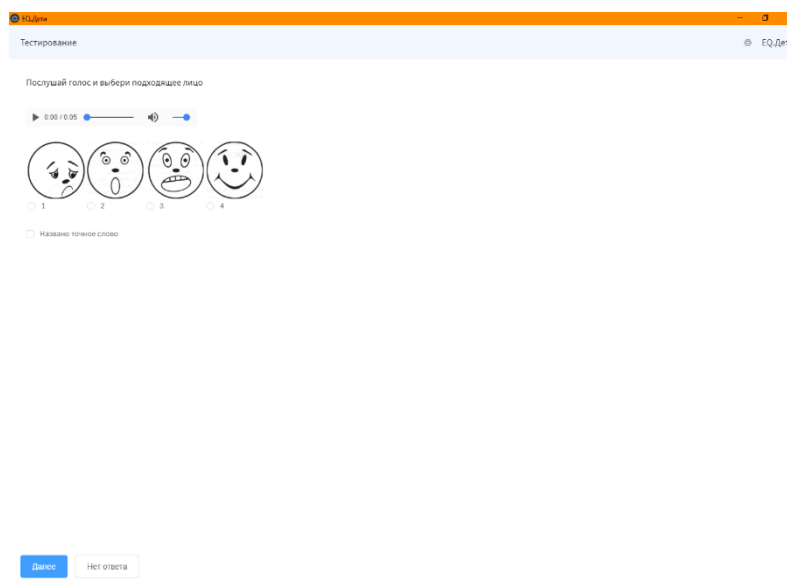 EQ.Дети
Тестирование
EQ.Дет
Послушай голос и выбери подходящее лицо
0:00 / 0:05
1 2 3 4
Названо точное слово
Далее Нет ответа